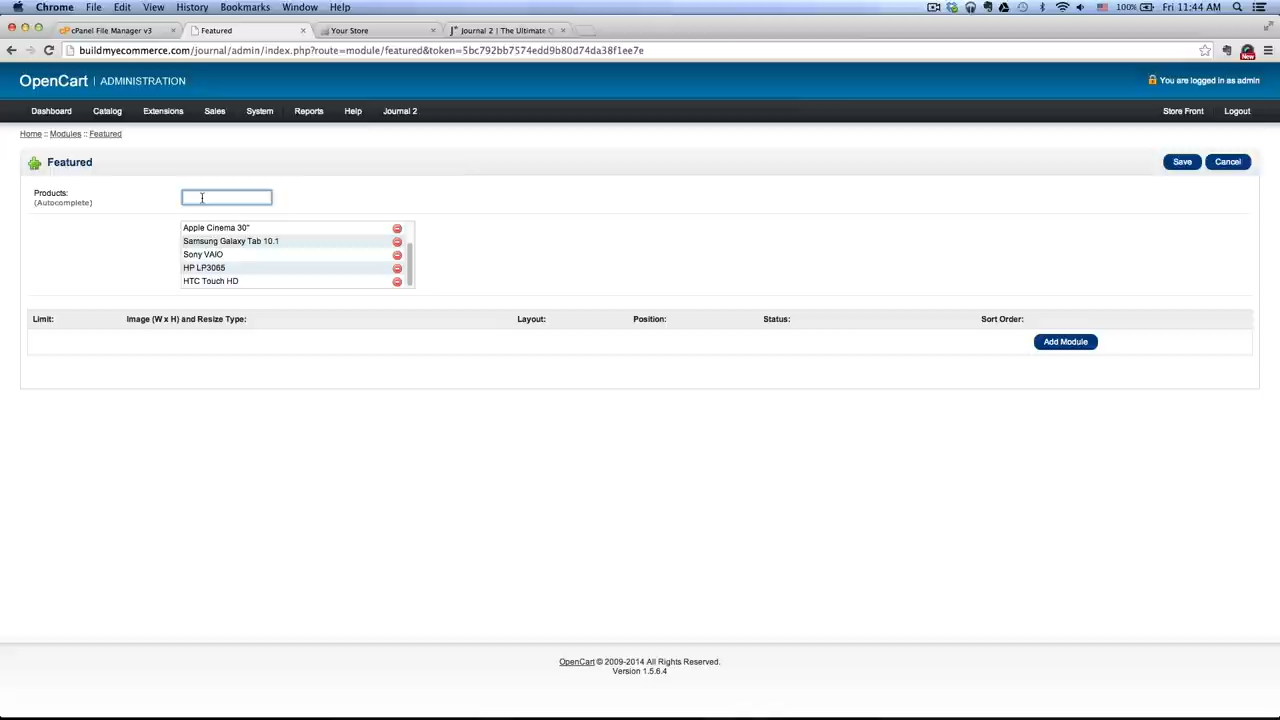 Chrome File Edit View History Bookmarks Window Help 100% Fri 11:44 AM
cPanel File Manager v3 Featured Your Store Journal 2 | The Ultimate O
buildmyecommerce.com/journal/admin/index.php?route=module/featured&token=5bc792bb7574edd9b80d74da38f1ee7e New
OpenCart | ADMINISTRATION You are logged in as admin
Dashboard Catalog Extensions Sales System Reports Help Journal 2 Store Front Logout
Home :: Modules :: Featured
Featured Save Cancel
Products:
(Autocomplete)
Apple Cinema 30"
Samsung Galaxy Tab 10.1
Sony VAIO
HP LP3065
HTC Touch HD
Limit: Image (W x H) and Resize Type: Layout: Position: Status: Sort Order:
Add Module
OpenCart © 2009-2014 All Rights Reserved.
Version 1.5.6.4